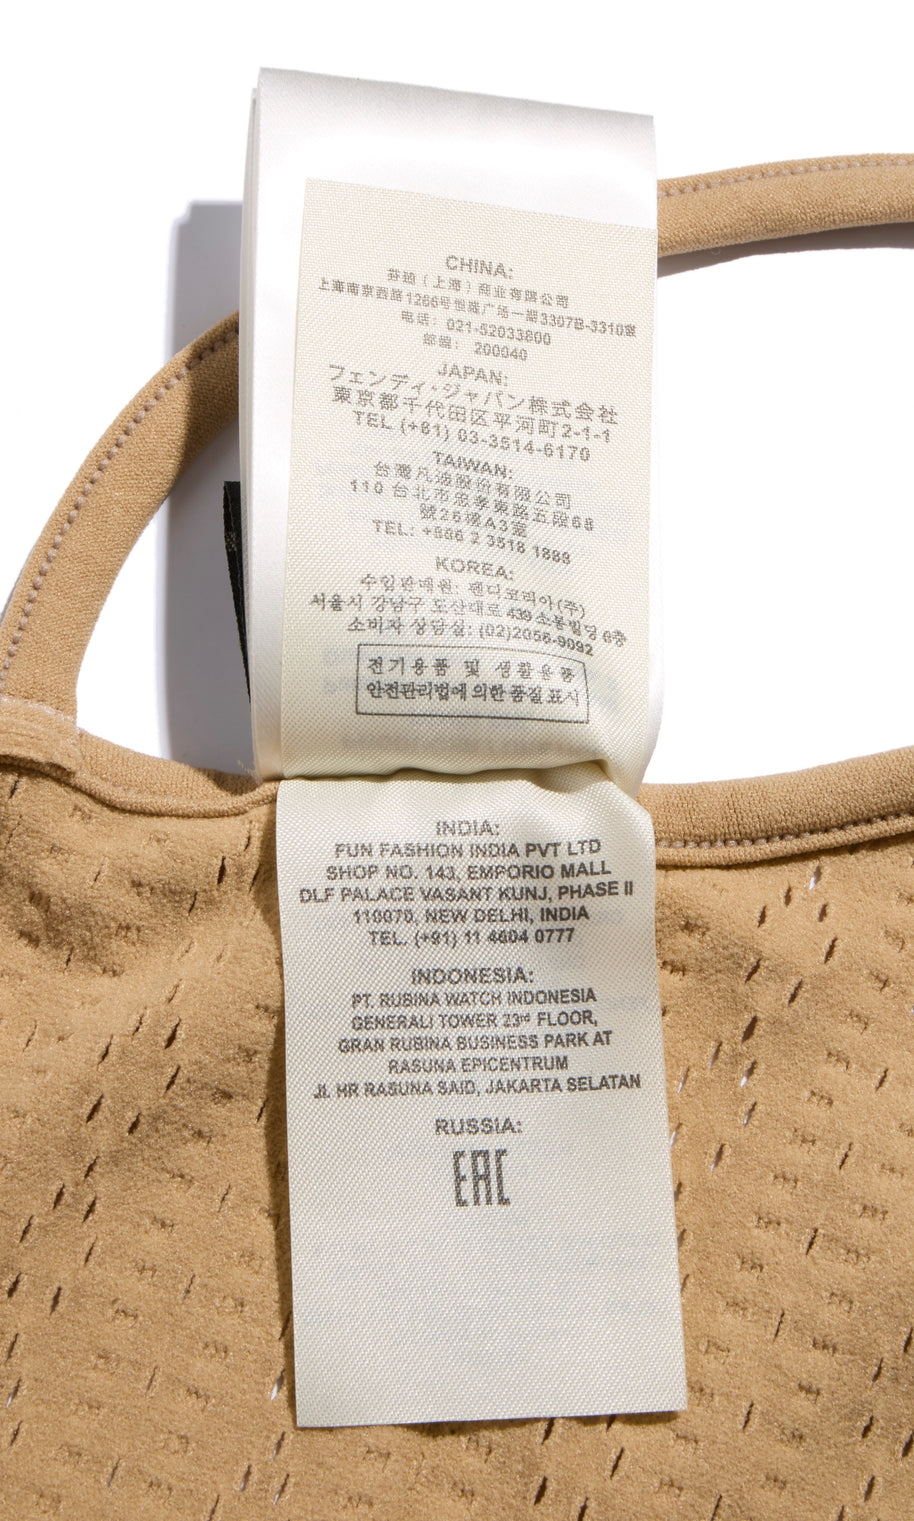 CHINA:
芬迪（上海）商业有限公司
上海南京西路1266号恒隆广场一期3307B-3310室
电话：021-52033800
邮编：200040
JAPAN:
フェンディ・ジャパン株式会社
東京都千代田区平河町2-1-1
TEL (+81) 03-3514-6170
TAIWAN:
台灣凡迪股份有限公司
110 台北市忠孝東路五段68
號26樓A3室
TEL: +886 2 3518 1888
KOREA:
수입판매원: 펜디코리아(주)
서울시 강남구 도산대로 439 소봉빌딩 6층
소비자 상담실: (02)2056-9092
전기용품 및 생활용품
안전관리법에 의한 품질표시
INDIA:
FUN FASHION INDIA PVT LTD
SHOP NO. 143, EMPORIO MALL
DLF PALACE VASANT KUNJ, PHASE II
110070, NEW DELHI, INDIA
TEL. (+91) 11 4604 0777
INDONESIA:
PT. RUBINA WATCH INDONESIA
GENERALI TOWER 23rd FLOOR,
GRAN RUBINA BUSINESS PARK AT
RASUNA EPICENTRUM
Jl. HR RASUNA SAID, JAKARTA SELATAN
RUSSIA:
EAC